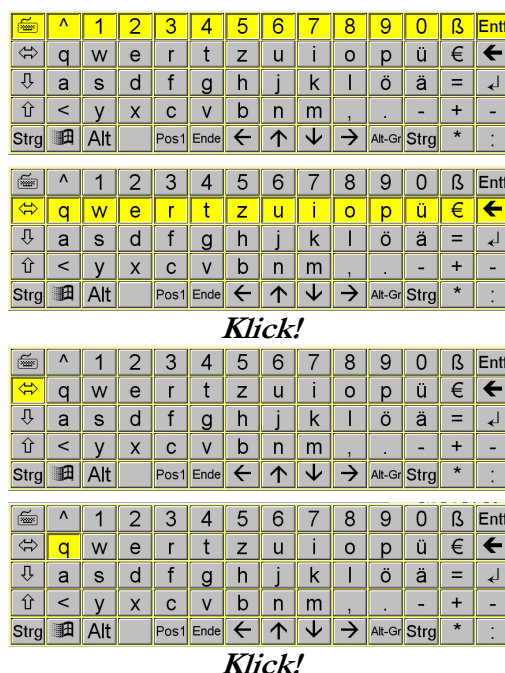 ^ 1 2 3 4 5 6 7 8 9 0 ß Entf
q w e r t z u i o p ü €
a s d f g h j k l ö ä =
< y x c v b n m , . - + -
Strg Alt Pos1 Ende Alt-Gr Strg * :
^ 1 2 3 4 5 6 7 8 9 0 ß Entf
q w e r t z u i o p ü €
a s d f g h j k l ö ä =
< y x c v b n m , . - + -
Strg Alt Pos1 Ende Alt-Gr Strg * :
Klick!
^ 1 2 3 4 5 6 7 8 9 0 ß Entf
q w e r t z u i o p ü €
a s d f g h j k l ö ä =
< y x c v b n m , . - + -
Strg Alt Pos1 Ende Alt-Gr Strg * :
^ 1 2 3 4 5 6 7 8 9 0 ß Entf
q w e r t z u i o p ü €
a s d f g h j k l ö ä =
< y x c v b n m , . - + -
Strg Alt Pos1 Ende Alt-Gr Strg * :
Klick!